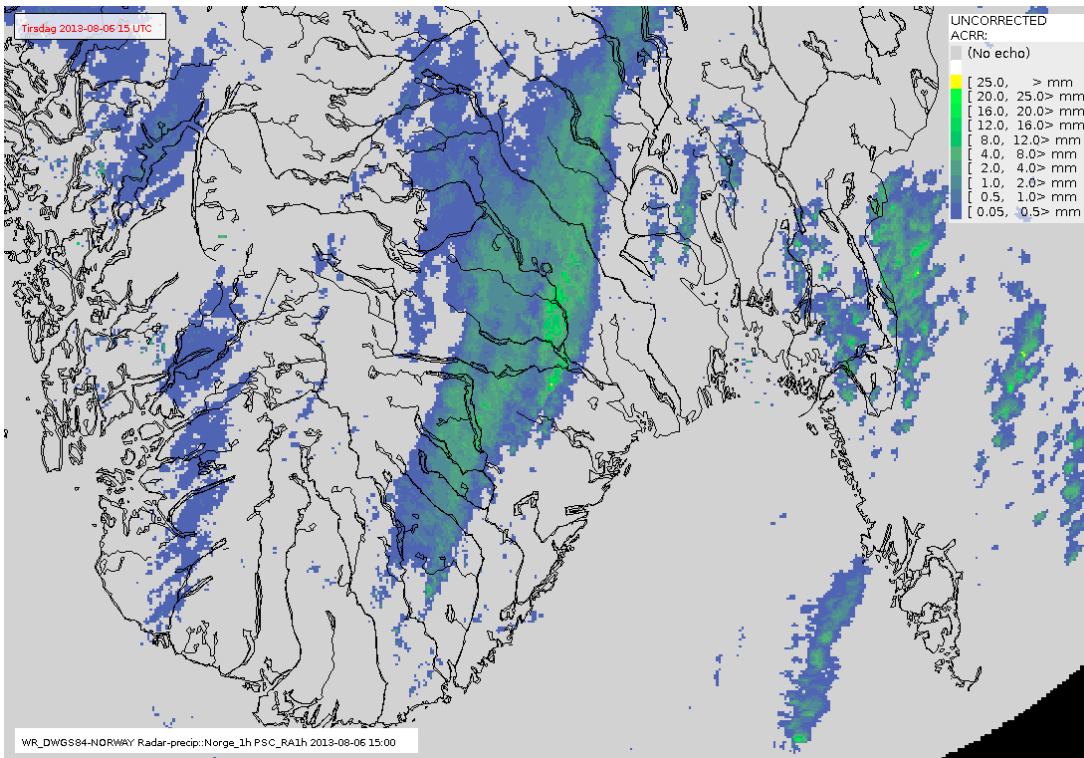 Tirsdag 2013-08-06 15 UTC
UNCORRECTED
ACRR:
(No echo)
[ 25.0, > mm
[ 20.0, 25.0> mm
[ 16.0, 20.0> mm
[ 12.0, 16.0> mm
[ 8.0, 12.0> mm
[ 4.0, 8.0> mm
[ 2.0, 4.0> mm
[ 1.0, 2.0> mm
[ 0.5, 1.0> mm
[ 0.05, 0.5> mm
WR_DWGS84-NORWAY Radar-precip::Norge_1h PSC_RA1h 2013-08-06 15:00